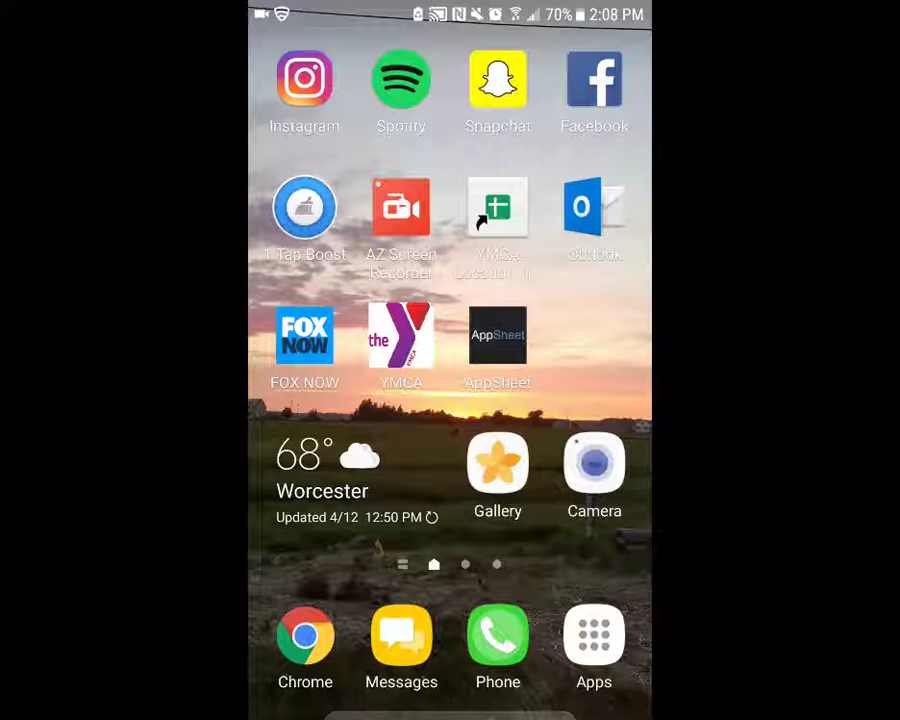 70% 2:08 PM
Instagram Spotify Snapchat Facebook
1 Tap Boost AZ Screen Recorder YMCA Outlook
FOX NOW
the YMCA
AppSheet
FOX NOW YMCA AppSheet
68°
Worcester
Updated 4/12 12:50 PM
Gallery Camera
Chrome Messages Phone Apps